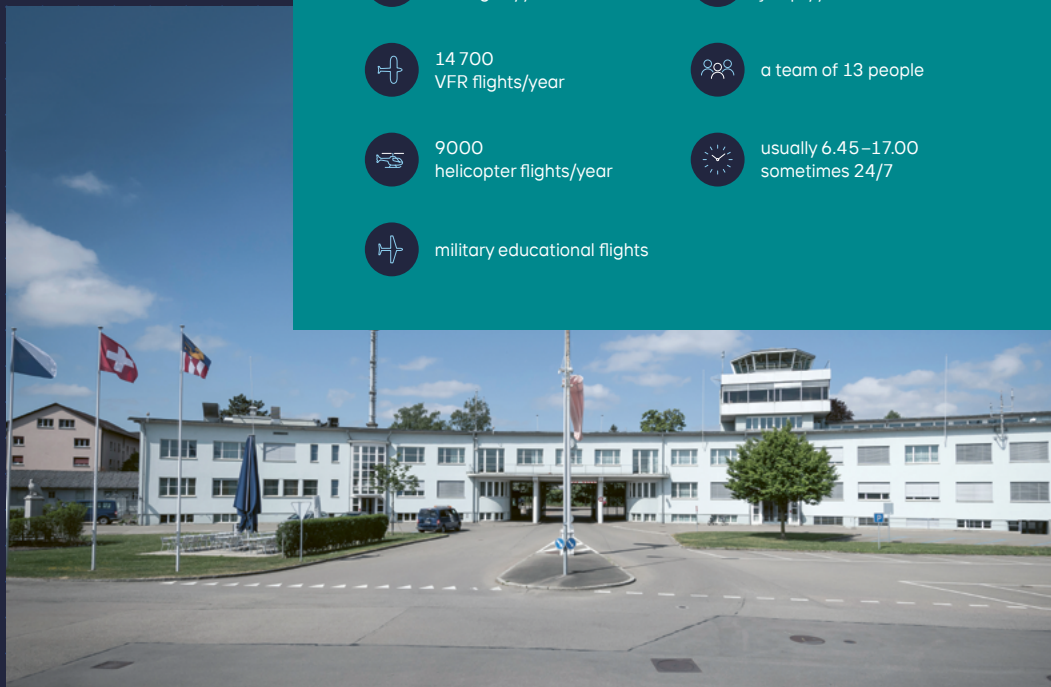 14 700
VFR flights/year
a team of 13 people
9000
helicopter flights/year
usually 6.45–17.00
sometimes 24/7
military educational flights